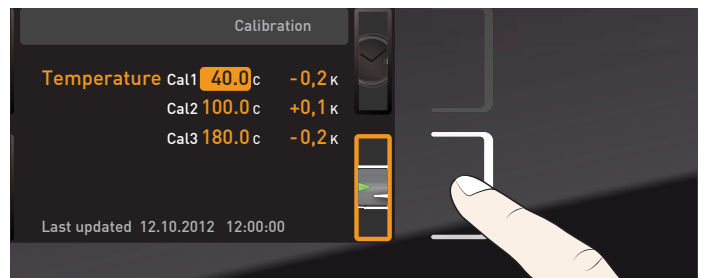 Calibration
Temperature Cal1 40.0 C -0,2 K
Cal2 100.0 C +0,1 K
Cal3 180.0 C -0,2 K
Last updated 12.10.2012 12:00:00